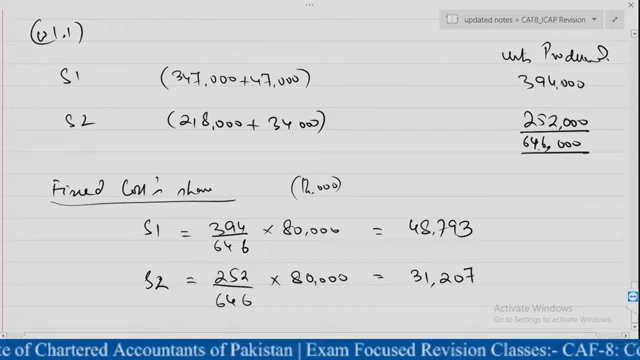 updated notes > CAF8_ICAP Revision
(W1.1)
units Produced
S1 (347,000+47,000) 394,000
S2 (218,000 + 34,000) 252,000
646,000
Fixed Cost's share (Rs.000)
S1 = 394/646 × 80,000 = 48,793
S2 = 252/646 × 80,000 = 31,207
Activate Windows
Go to Settings to activate Windows.
te of Chartered Accountants of Pakistan | Exam Focused Revision Classes:- CAF-8: C